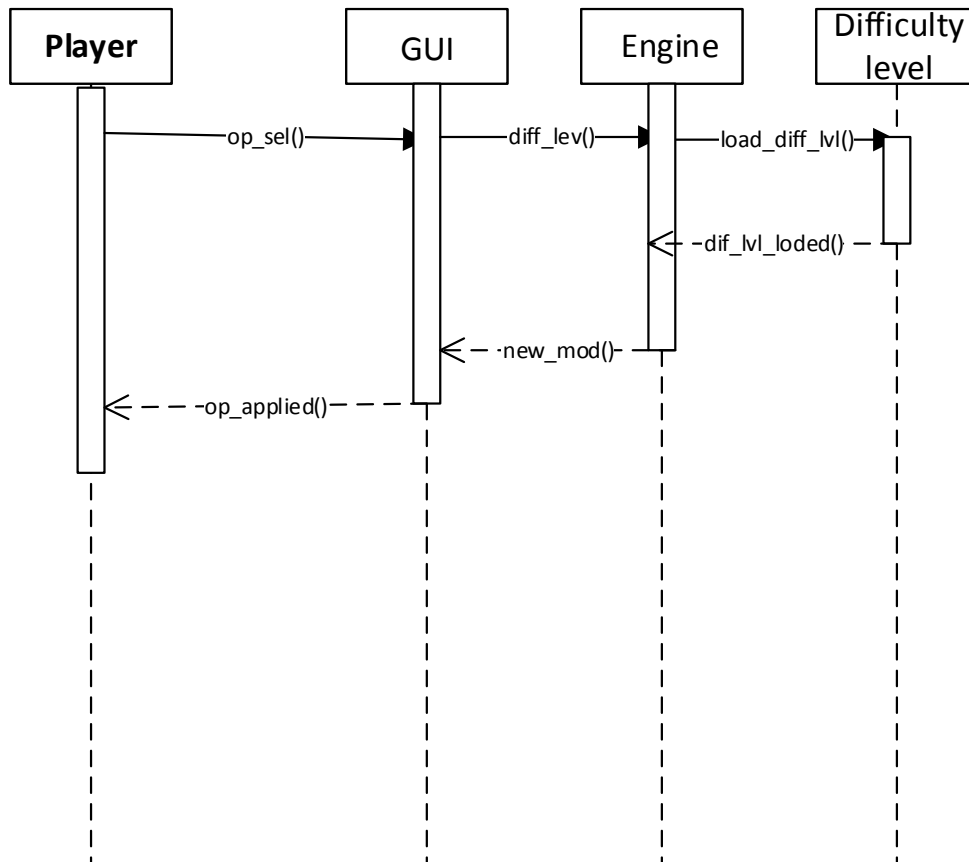 Player
GUI
Engine
Difficulty
level
op_sel()
diff_lev()
load_diff_lvl()
dif_lvl_loded()
new_mod()
op_applied()